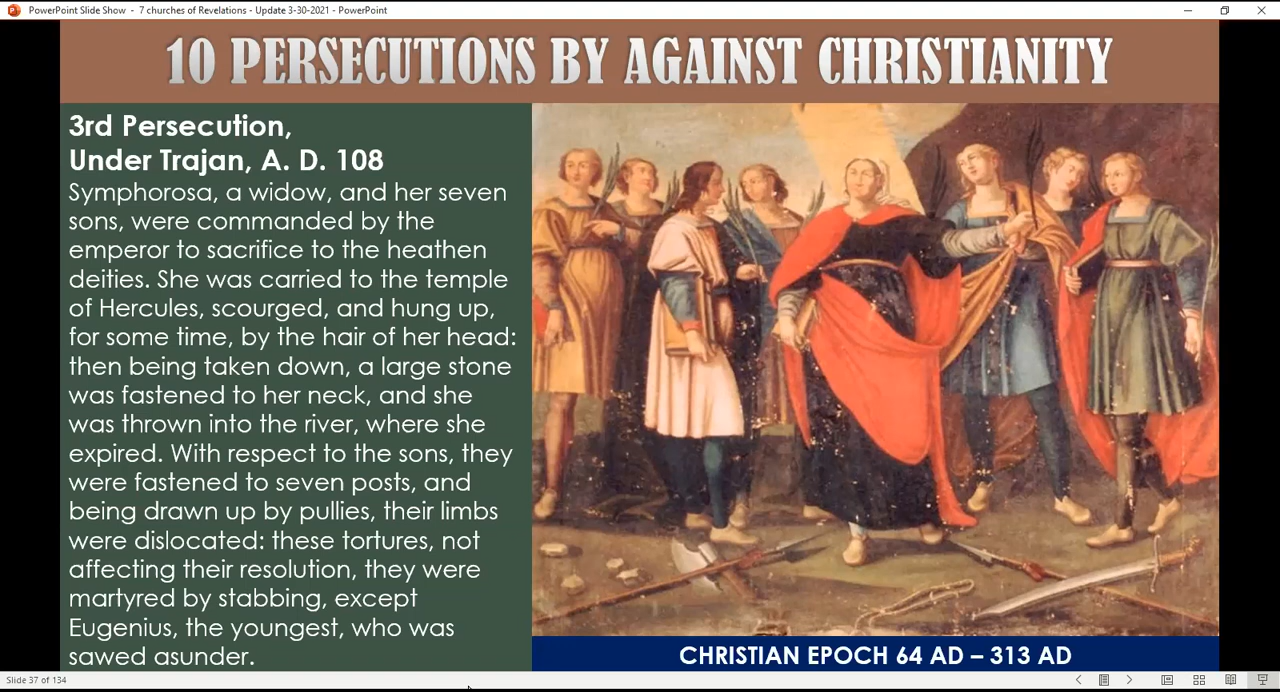 PowerPoint Slide Show - 7 churches of Revelations - Update 3-30-2021 - PowerPoint
10 PERSECUTIONS BY AGAINST CHRISTIANITY
3rd Persecution,
Under Trajan, A. D. 108
Symphorosa, a widow, and her seven
sons, were commanded by the
emperor to sacrifice to the heathen
deities. She was carried to the temple
of Hercules, scourged, and hung up,
for some time, by the hair of her head:
then being taken down, a large stone
was fastened to her neck, and she
was thrown into the river, where she
expired. With respect to the sons, they
were fastened to seven posts, and
being drawn up by pullies, their limbs
were dislocated: these tortures, not
affecting their resolution, they were
martyred by stabbing, except
Eugenius, the youngest, who was
sawed asunder.
CHRISTIAN EPOCH 64 AD – 313 AD
Slide 37 of 134